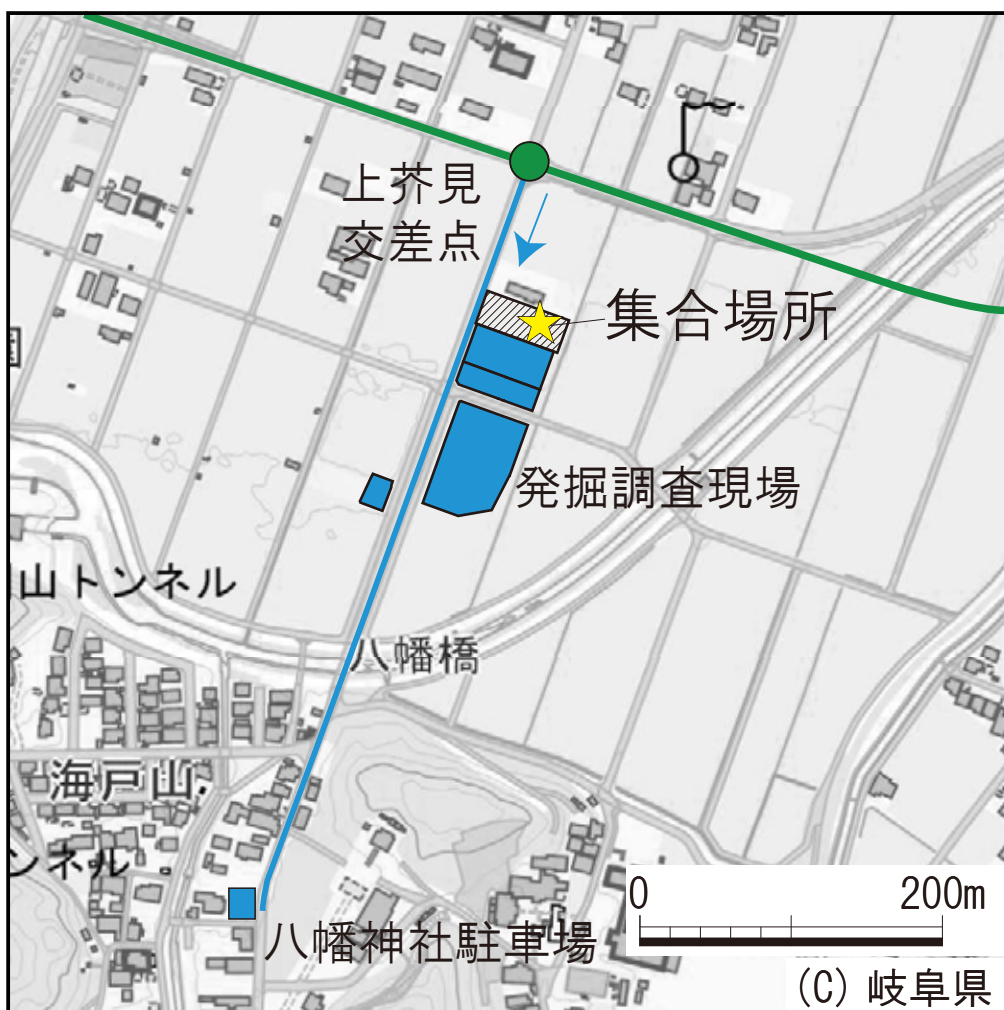 上芥見
交差点
集合場所
発掘調査現場
山トンネル
八幡橋
海戸山
ンネル
八幡神社駐車場
0 200m
(C) 岐阜県